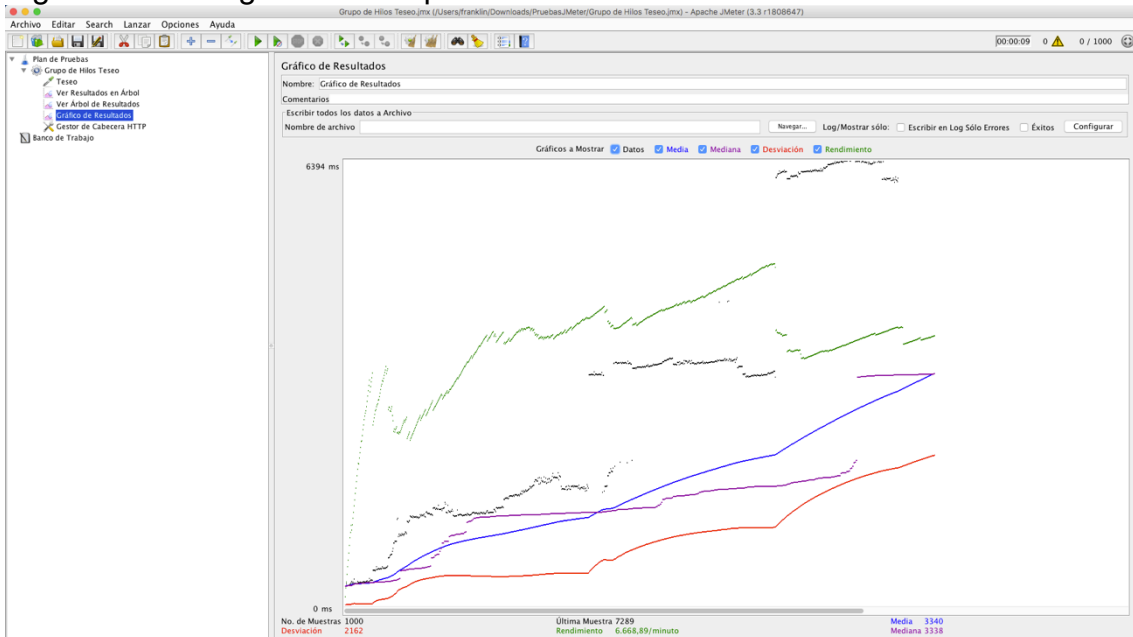 Grupo de Hilos Teseo.jmx (/Users/franklin/Downloads/PruebasJMeter/Grupo de Hilos Teseo.jmx) - Apache JMeter (3.3 r1808647)
Archivo Editar Search Lanzar Opciones Ayuda
00:00:09 0 0 / 1000
Plan de Pruebas
Grupo de Hilos Teseo
Teseo
Ver Resultados en Árbol
Ver Árbol de Resultados
Gráfico de Resultados
Gestor de Cabecera HTTP
Banco de Trabajo
Gráfico de Resultados
Nombre: Gráfico de Resultados
Comentarios
Escribir todos los datos a Archivo
Nombre de archivo Navegar... Log/Mostrar sólo: Escribir en Log Sólo Errores Éxitos Configurar
Gráficos a Mostrar Datos Media Mediana Desviación Rendimiento
6394 ms
0 ms
No. de Muestras 1000 Última Muestra 7289 Media 3340
Desviación 2162 Rendimiento 6.668,89/minuto Mediana 3338